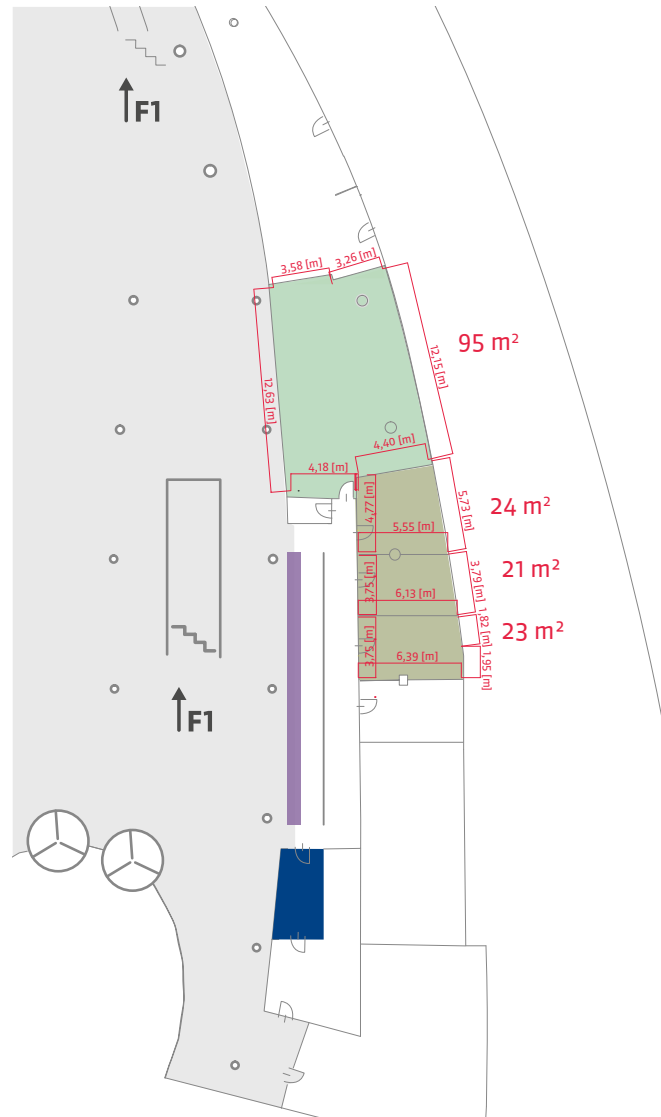 F1
3,58 [m]
3,26 [m]
12,63 [m]
12,15 [m]
95 m²
4,40 [m]
4,18 [m]
4,77 [m]
5,73 [m]
24 m²
5,55 [m]
3,75 [m]
3,79 [m]
21 m²
6,13 [m]
1,82 [m]
23 m²
3,75 [m]
6,39 [m]
1,95 [m]
F1